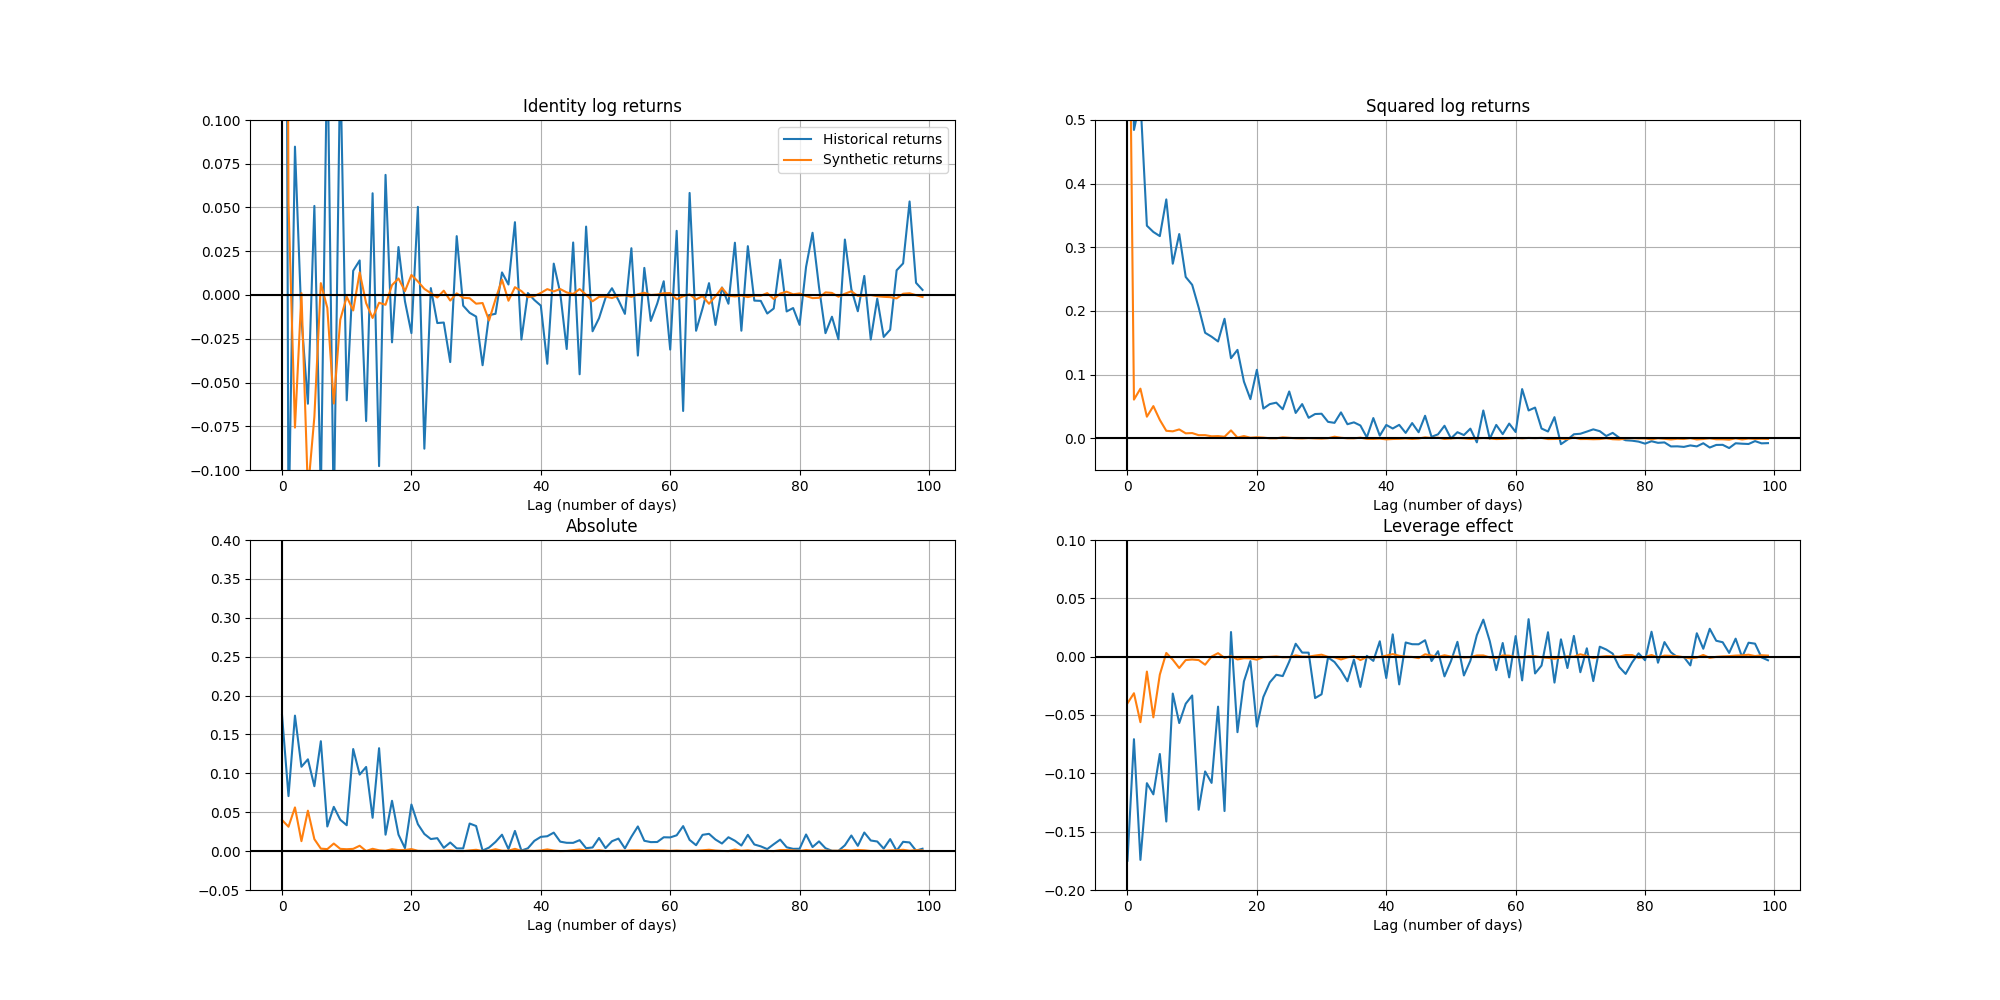 Identity log returns
0.100
0.075
0.050
0.025
0.000
−0.025
−0.050
−0.075
−0.100
Historical returns
Synthetic returns
0 20 40 60 80 100
Lag (number of days)
Squared log returns
0.5
0.4
0.3
0.2
0.1
0.0
0 20 40 60 80 100
Lag (number of days)
Absolute
0.40
0.35
0.30
0.25
0.20
0.15
0.10
0.05
0.00
−0.05
0 20 40 60 80 100
Lag (number of days)
Leverage effect
0.10
0.05
0.00
−0.05
−0.10
−0.15
−0.20
0 20 40 60 80 100
Lag (number of days)